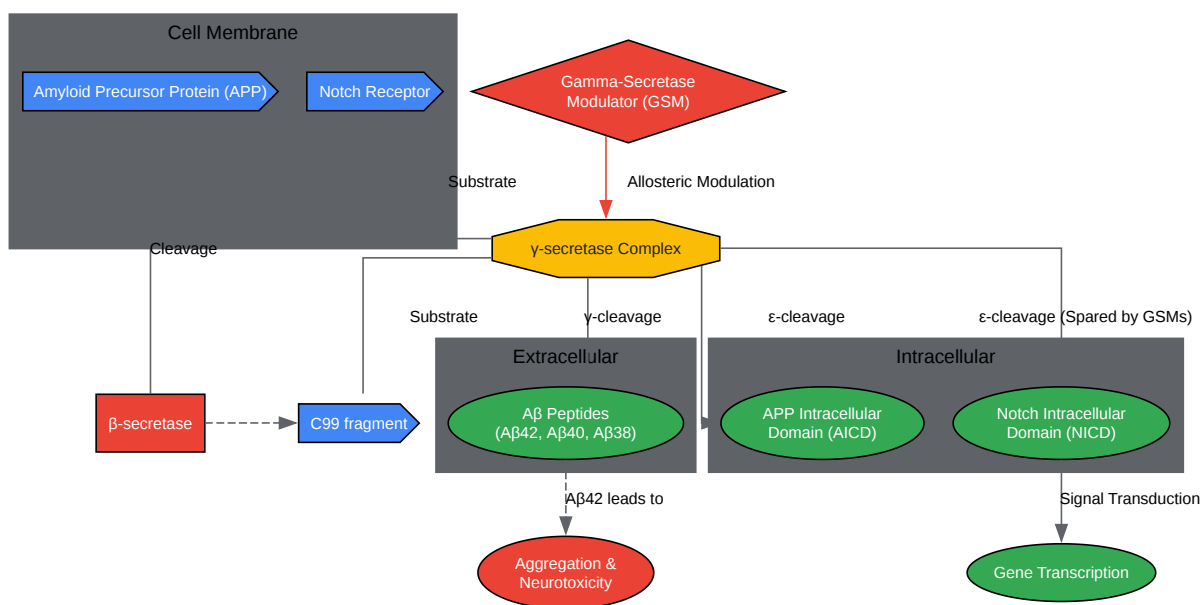 Cell Membrane
Amyloid Precursor Protein (APP)
Notch Receptor
Gamma-Secretase
Modulator (GSM)
Substrate
Allosteric Modulation
Cleavage
γ-secretase Complex
Substrate
γ-cleavage
ε-cleavage
ε-cleavage (Spared by GSMs)
Extracellular
Intracellular
β-secretase
C99 fragment
Aβ Peptides
(Aβ42, Aβ40, Aβ38)
APP Intracellular
Domain (AICD)
Notch Intracellular
Domain (NICD)
Aβ42 leads to
Signal Transduction
Aggregation &
Neurotoxicity
Gene Transcription